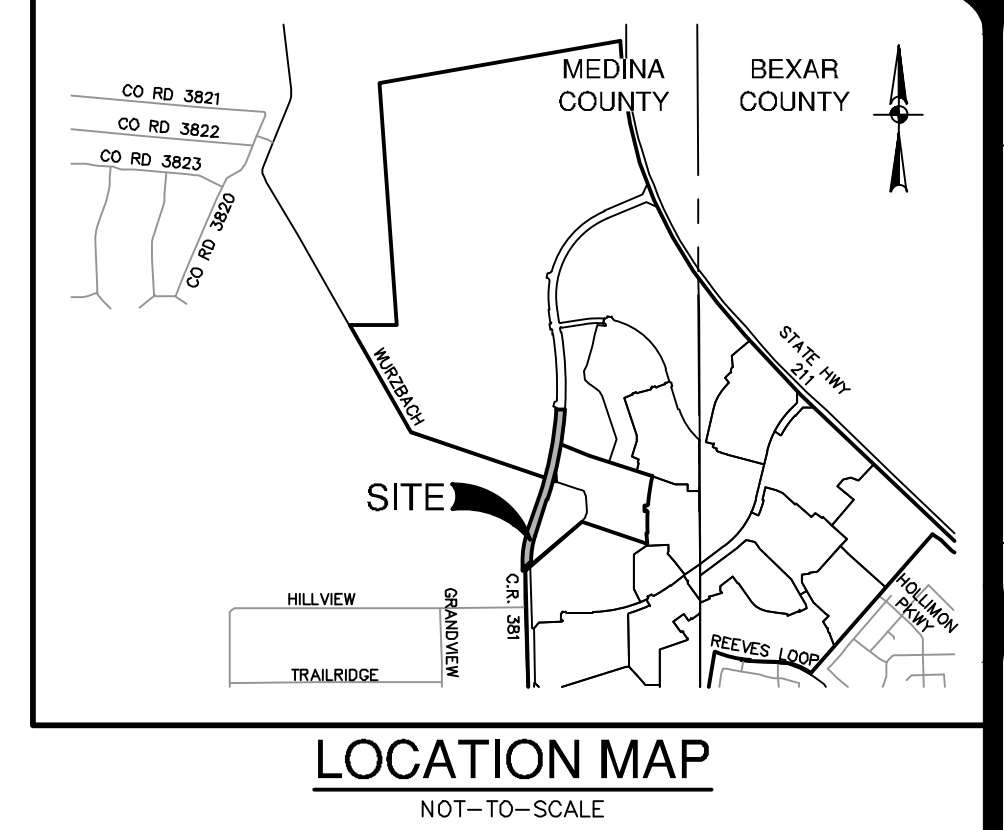 MEDINA
COUNTY
BEXAR
COUNTY
CO RD 3821
CO RD 3822
CO RD 3823
CO RD 3820
WURZBACH
STATE HWY
211
SITE
C.R. 381
HILLVIEW
GRANDVIEW
TRAILRIDGE
HOLLIMON
PKWY
REEVES LOOP
LOCATION MAP
NOT-TO-SCALE